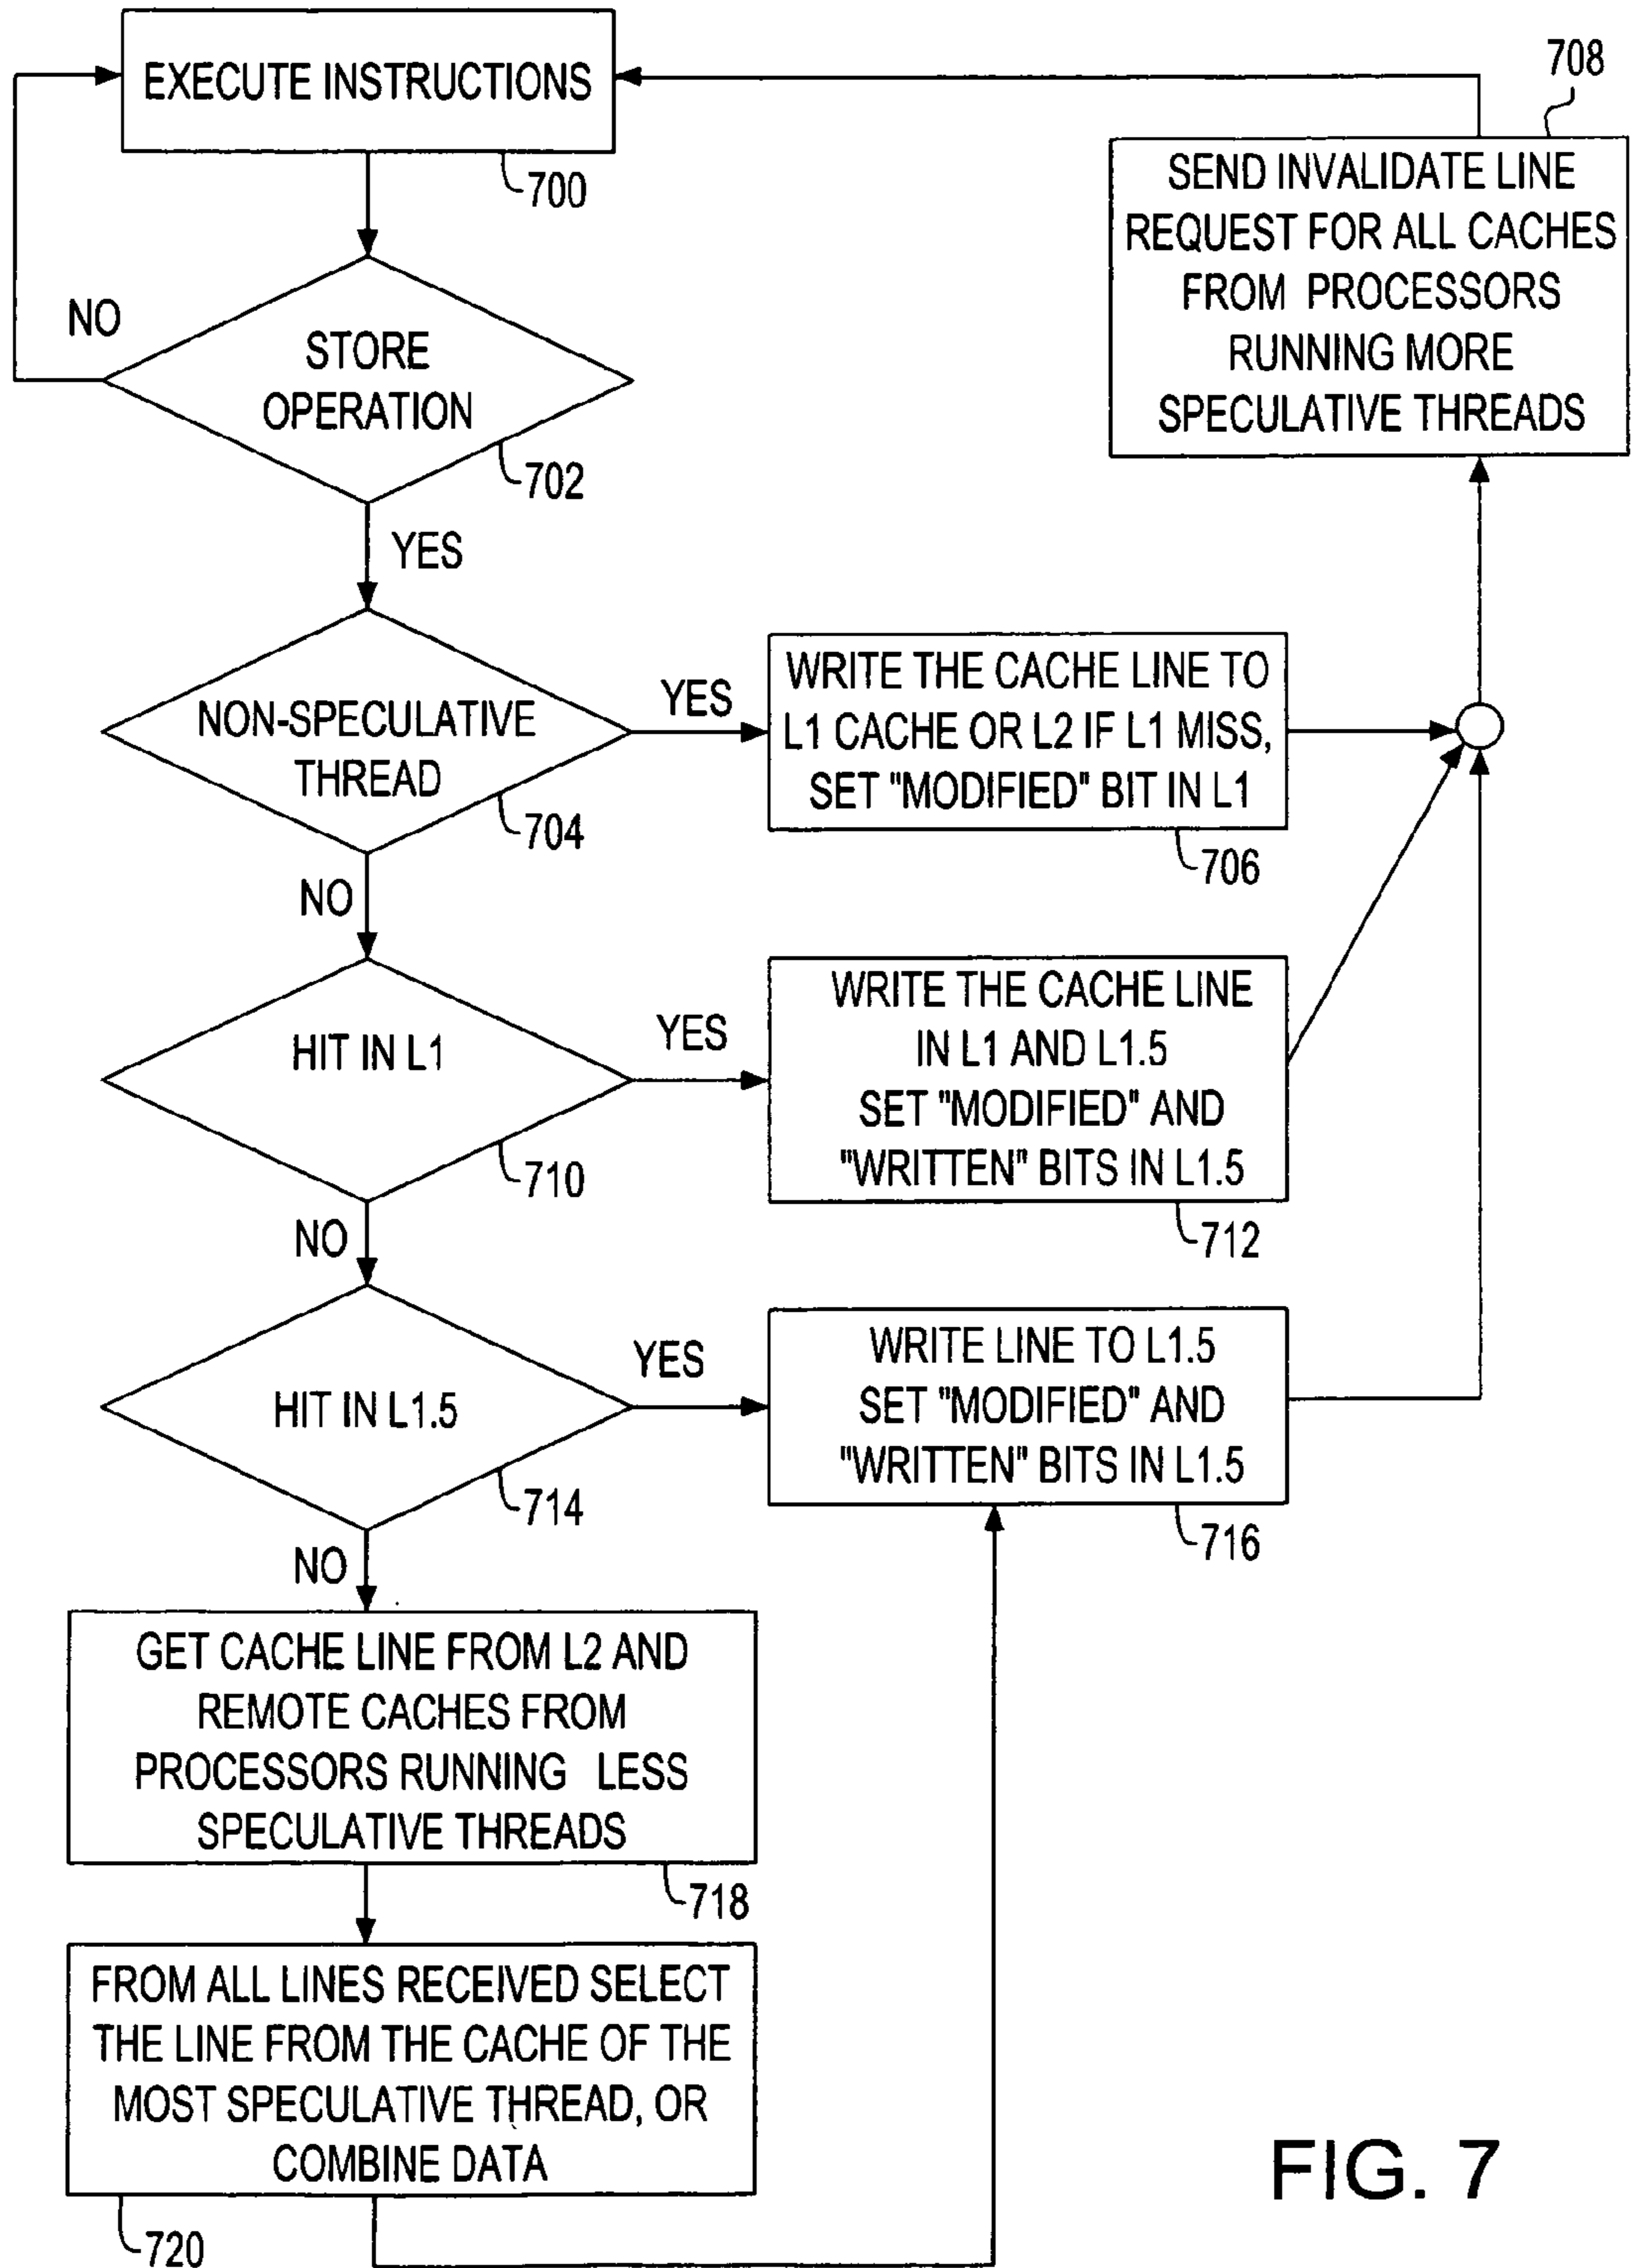 EXECUTE INSTRUCTIONS
700
708
SEND INVALIDATE LINE
REQUEST FOR ALL CACHES
FROM PROCESSORS
RUNNING MORE
SPECULATIVE THREADS
NO
STORE
OPERATION
702
YES
NON-SPECULATIVE
THREAD
704
YES
WRITE THE CACHE LINE TO
L1 CACHE OR L2 IF L1 MISS,
SET "MODIFIED" BIT IN L1
706
NO
HIT IN L1
710
YES
WRITE THE CACHE LINE
IN L1 AND L1.5
SET "MODIFIED" AND
"WRITTEN" BITS IN L1.5
712
NO
HIT IN L1.5
714
YES
WRITE LINE TO L1.5
SET "MODIFIED" AND
"WRITTEN" BITS IN L1.5
716
NO
GET CACHE LINE FROM L2 AND
REMOTE CACHES FROM
PROCESSORS RUNNING LESS
SPECULATIVE THREADS
718
FROM ALL LINES RECEIVED SELECT
THE LINE FROM THE CACHE OF THE
MOST SPECULATIVE THREAD, OR
COMBINE DATA
720
FIG. 7